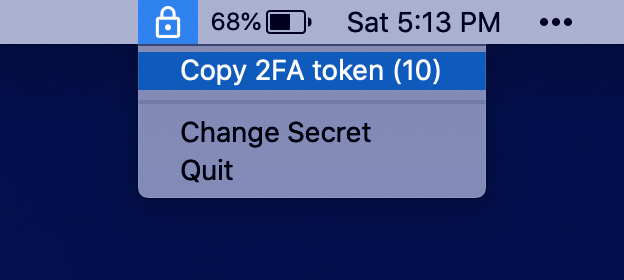 68% Sat 5:13 PM •••
Copy 2FA token (10)
Change Secret
Quit